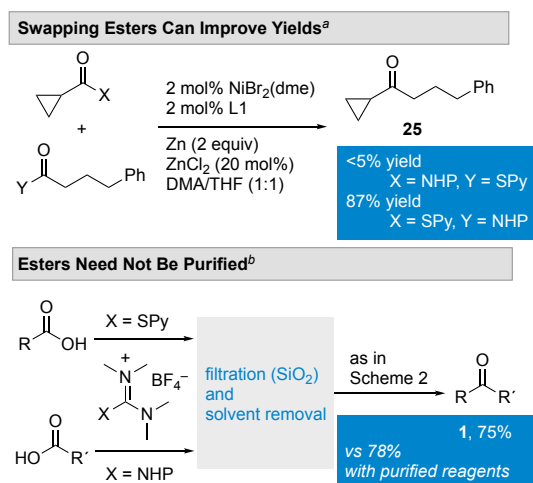 Swapping Esters Can Improve Yieldsᵃ
O
X
+
O
Y
Ph
2 mol% NiBr₂(dme)
2 mol% L1
Zn (2 equiv)
ZnCl₂ (20 mol%)
DMA/THF (1:1)
O
Ph
25
<5% yield
X = NHP, Y = SPy
87% yield
X = SPy, Y = NHP
Esters Need Not Be Purifiedᵇ
O
R
OH
X = SPy
+
N
BF₄⁻
X
N
O
HO
R′
X = NHP
filtration (SiO₂)
and
solvent removal
as in
Scheme 2
O
R
R′
1, 75%
vs 78%
with purified reagents